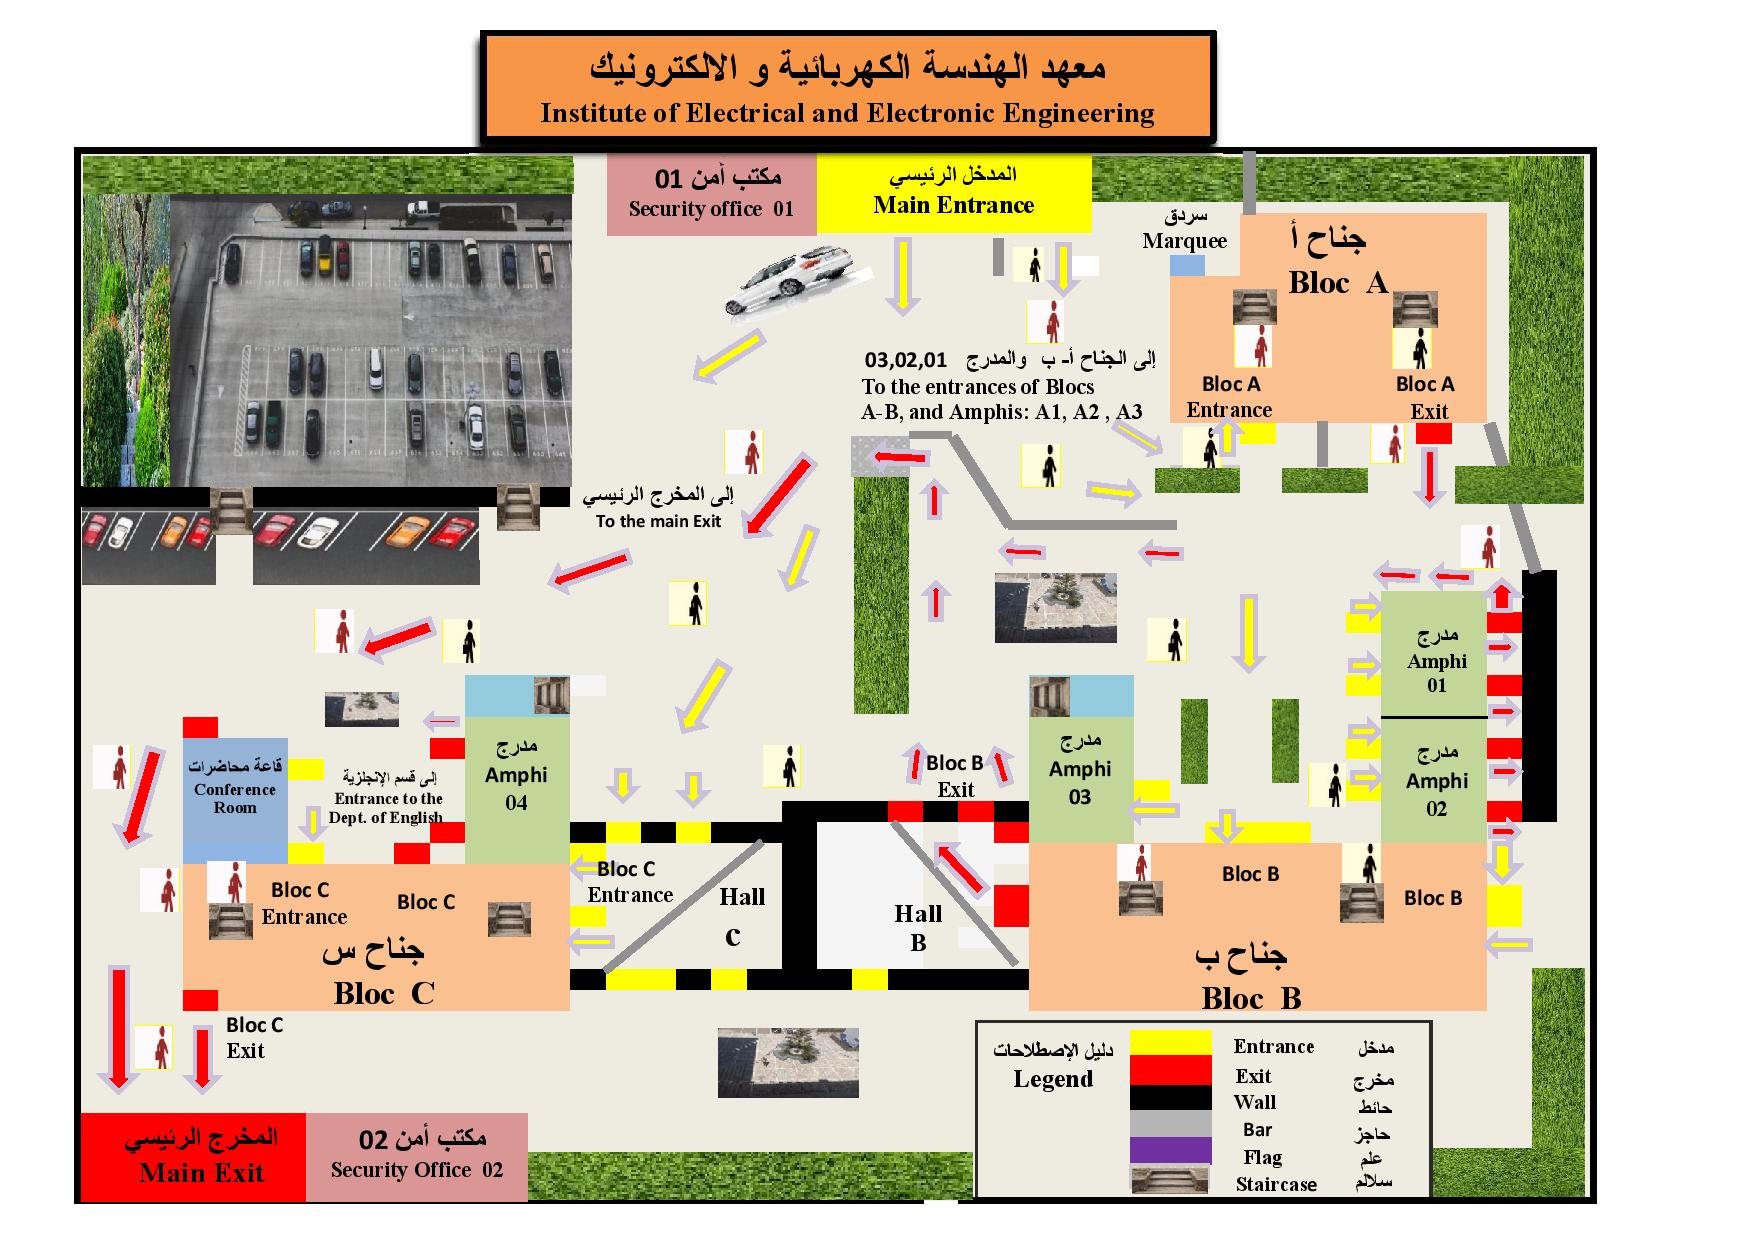 معهد الهندسة الكهربائية و الالكترونيك
Institute of Electrical and Electronic Engineering
مكتب أمن 01
Security office 01
المدخل الرئيسي
Main Entrance
سردق
Marquee
جناح أ
Bloc A
Bloc A
Entrance
Bloc A
Exit
إلى الجناح أ- ب والمدرج 03,02,01
To the entrances of Blocs
A-B, and Amphis: A1, A2 , A3
إلى المخرج الرئيسي
To the main Exit
مدرج
Amphi
01
مدرج
Amphi
02
مدرج
Amphi
03
مدرج
Amphi
04
قاعة محاضرات
Conference
Room
إلى قسم الإنجلزية
Entrance to the
Dept. of English
Bloc B
Exit
Bloc C
Entrance
Bloc C
Bloc C
Entrance
Hall
c
Hall
B
Bloc B
Bloc B
جناح س
Bloc C
جناح ب
Bloc B
Bloc C
Exit
المخرج الرئيسي
Main Exit
مكتب أمن 02
Security Office 02
دليل الإصطلاحات
Legend
Entrance مدخل
Exit مخرج
Wall حائط
Bar حاجز
Flag علم
Staircase سلالم